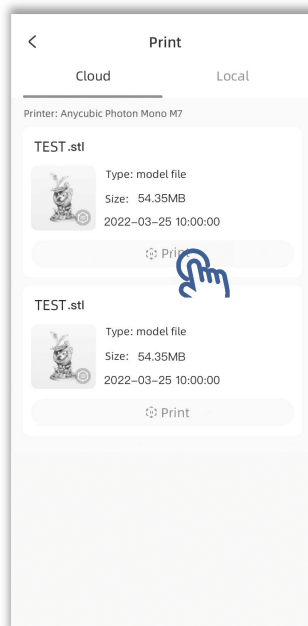 Print
Cloud Local
Printer: Anycubic Photon Mono M7
TEST.stl
Type: model file
Size: 54.35MB
2022-03-25 10:00:00
Print
TEST.stl
Type: model file
Size: 54.35MB
2022-03-25 10:00:00
Print